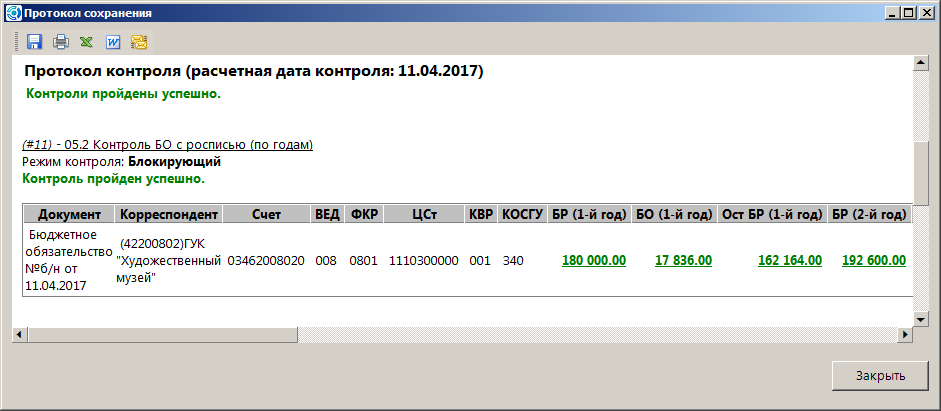 Протокол сохранения
Протокол контроля (расчетная дата контроля: 11.04.2017)
Контроли пройдены успешно.
(#11) - 05.2 Контроль БО с росписью (по годам)
Режим контроля: Блокирующий
Контроль пройден успешно.
Документ Корреспондент Счет ВЕД ФКР ЦСт КВР КОСГУ БР (1-й год) БО (1-й год) Ост БР (1-й год) БР (2-й год)
Бюджетное
обязательство
№б/н от
11.04.2017
(42200802)ГУК
"Художественный
музей"
03462008020 008 0801 1110300000 001 340 180 000.00 17 836.00 162 164.00 192 600.00
Закрыть